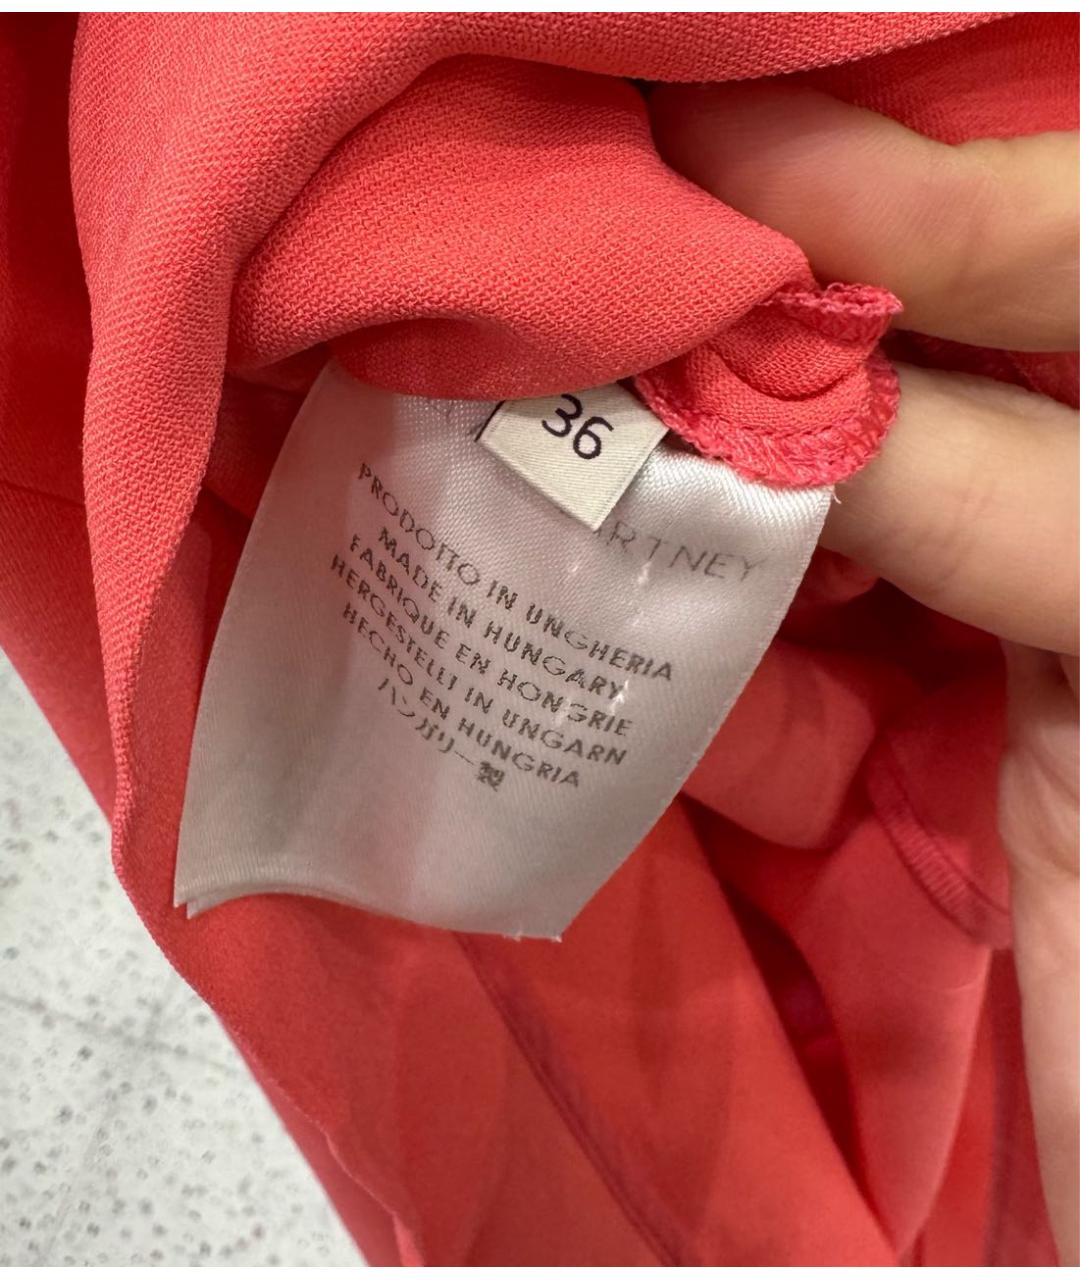 36
RTNEY
PRODOTTO IN UNGHERIA
MADE IN HUNGARY
FABRIQUE EN HONGRIE
HERGESTELLT IN UNGARN
HECHO EN HUNGRIA
ハンガリー製